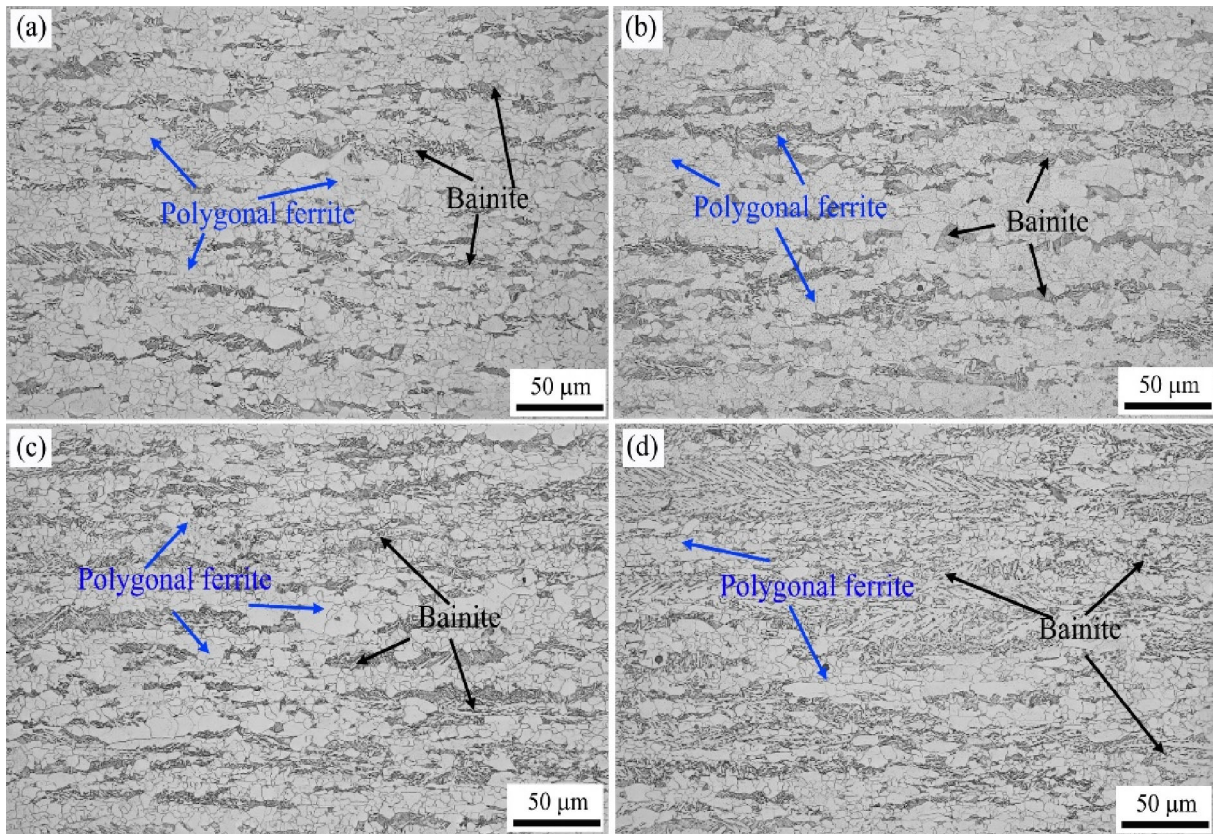 (a)
Polygonal ferrite
Bainite
50 μm
(b)
Polygonal ferrite
Bainite
50 μm
(c)
Polygonal ferrite
Bainite
50 μm
(d)
Polygonal ferrite
Bainite
50 μm